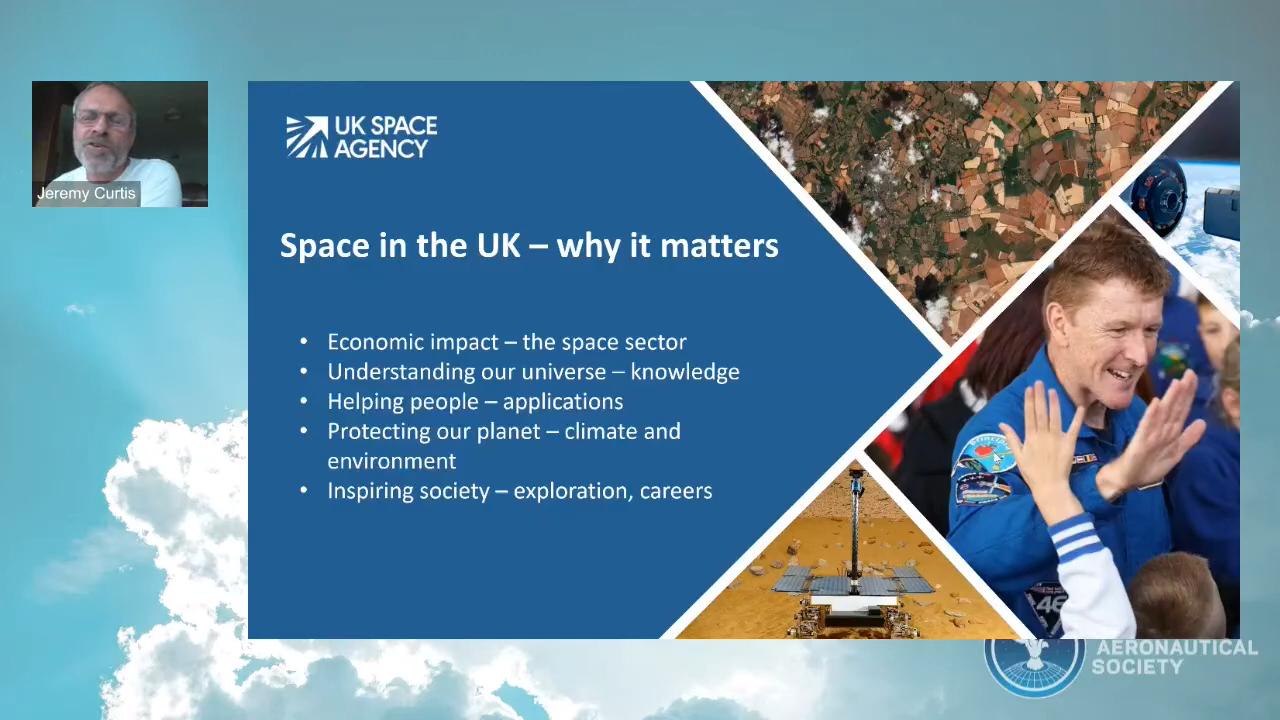 Jeremy Curtis
UK SPACE
AGENCY
Space in the UK – why it matters
• Economic impact – the space sector
• Understanding our universe – knowledge
• Helping people – applications
• Protecting our planet – climate and
environment
• Inspiring society – exploration, careers
46
AERONAUTICAL
SOCIETY